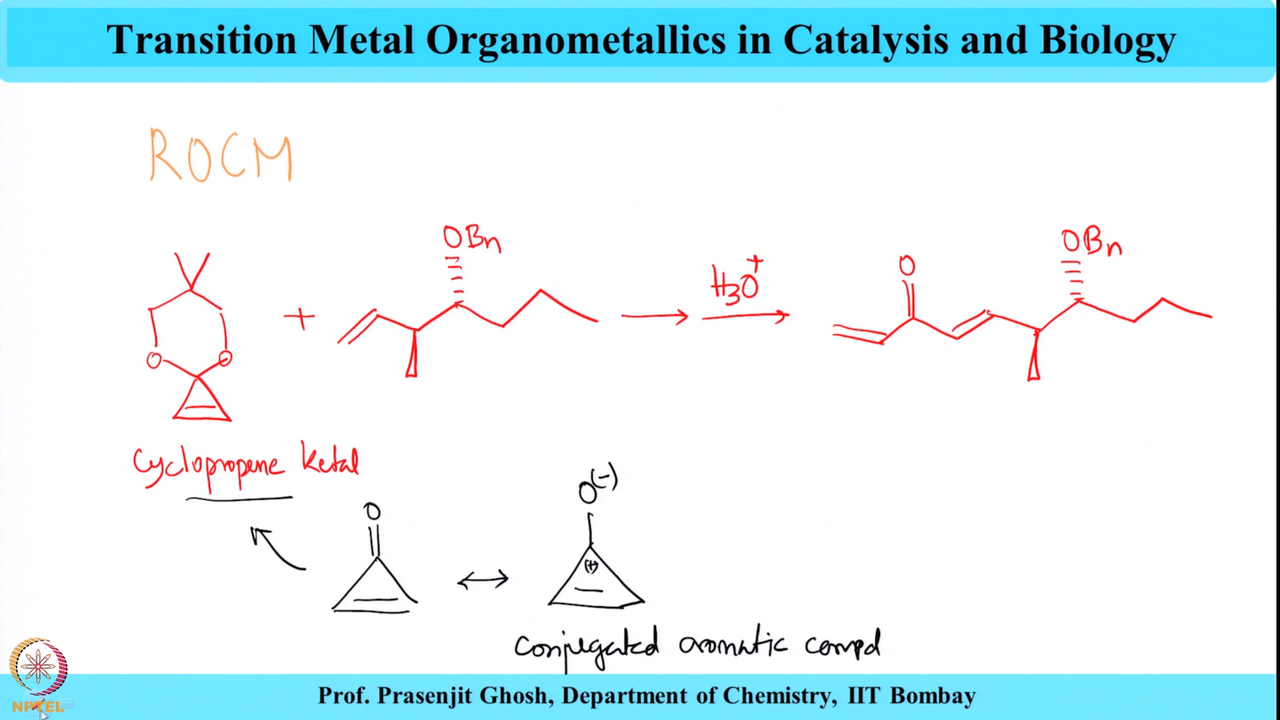 Transition Metal Organometallics in Catalysis and Biology
ROCM
OBn
OBn
H3O+
O
O O
+
Cyclopropene Ketal
O(-)
O
(+)
Conjugated aromatic compd
Prof. Prasenjit Ghosh, Department of Chemistry, IIT Bombay
NPTEL